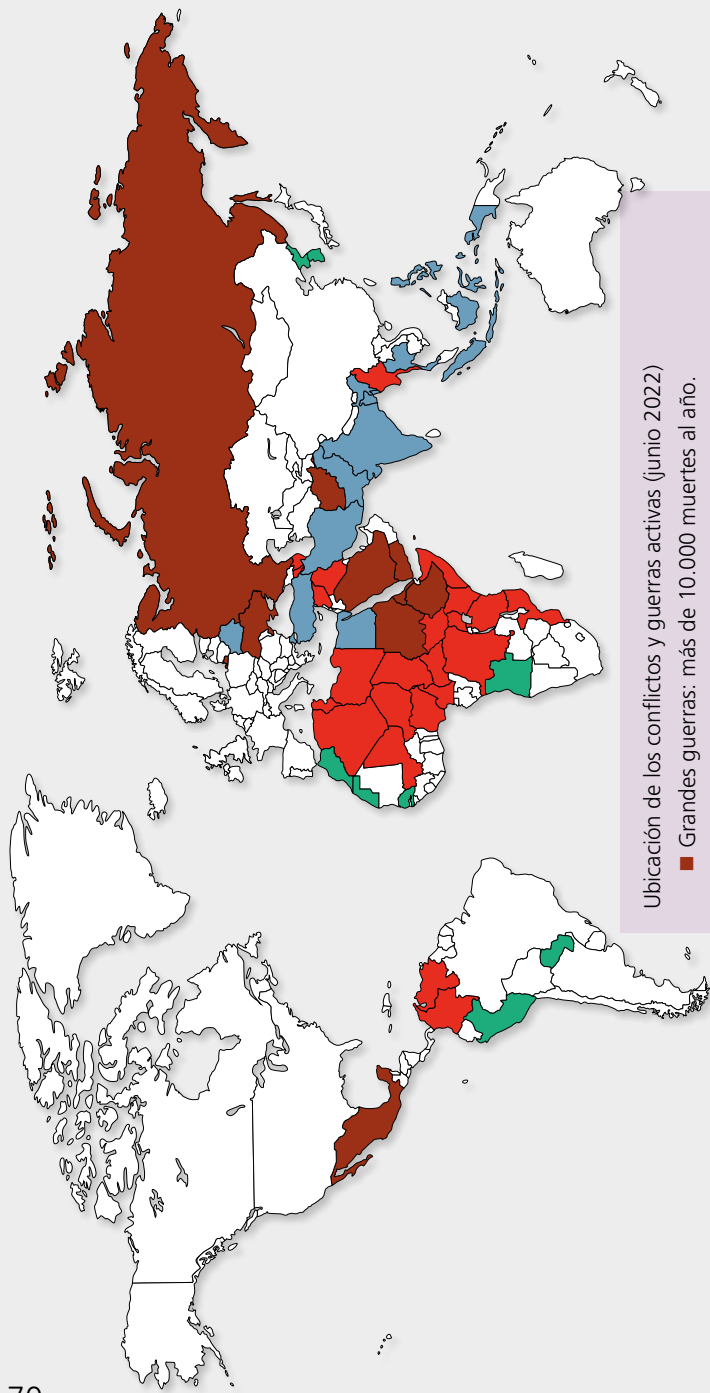 Ubicación de los conflictos y guerras activas (junio 2022)
Grandes guerras: más de 10.000 muertes al año.